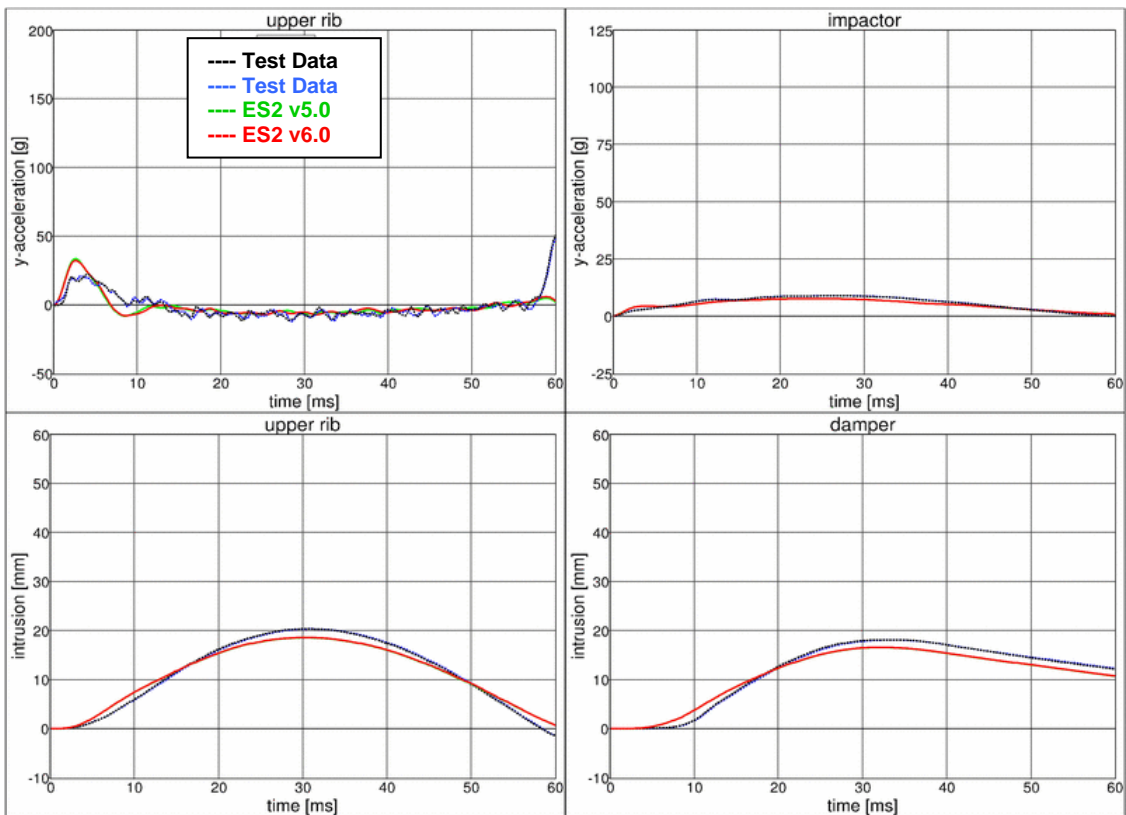 upper rib
200
150
100
50
0
-50
y-acceleration [g]
---- Test Data
---- Test Data
---- ES2 v5.0
---- ES2 v6.0
0 10 20 30 40 50 60
time [ms]
impactor
125
100
75
50
25
0
-25
y-acceleration [g]
0 10 20 30 40 50 60
time [ms]
upper rib
60
50
40
30
20
10
0
-10
intrusion [mm]
0 10 20 30 40 50 60
time [ms]
damper
60
50
40
30
20
10
0
-10
intrusion [mm]
0 10 20 30 40 50 60
time [ms]